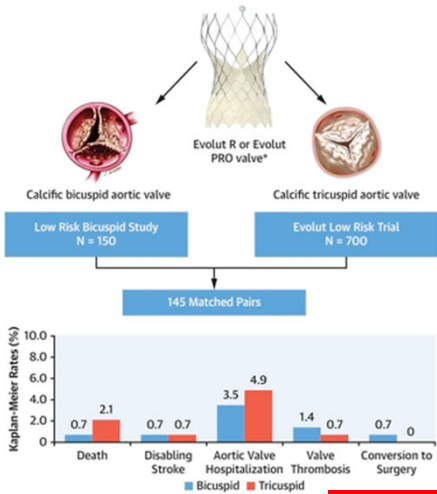 Evolut R or Evolut
PRO valve*
Calcific bicuspid aortic valve
Calcific tricuspid aortic valve
Low Risk Bicuspid Study
N = 150
Evolut Low Risk Trial
N = 700
145 Matched Pairs
Kaplan-Meier Rates (%)
10.0
8.0
6.0
4.0
2.0
0
0.7
2.1
0.7
0.7
3.5
4.9
1.4
0.7
0.7
0
Death
Disabling
Stroke
Aortic Valve
Hospitalization
Valve
Thrombosis
Conversion to
Surgery
Bicuspid
Tricuspid